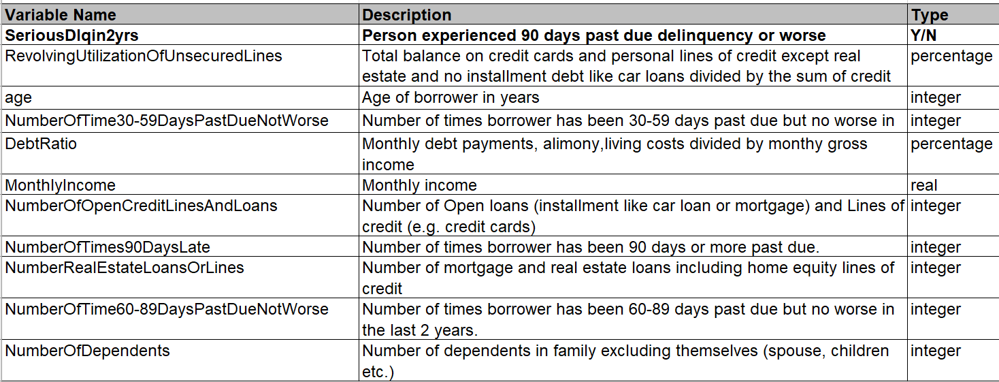 Variable Name Description Type
SeriousDlqin2yrs Person experienced 90 days past due delinquency or worse Y/N
RevolvingUtilizationOfUnsecuredLines Total balance on credit cards and personal lines of credit except real percentage
estate and no installment debt like car loans divided by the sum of credit
age Age of borrower in years integer
NumberOfTime30-59DaysPastDueNotWorse Number of times borrower has been 30-59 days past due but no worse in integer
DebtRatio Monthly debt payments, alimony,living costs divided by monthy gross percentage
income
MonthlyIncome Monthly income real
NumberOfOpenCreditLinesAndLoans Number of Open loans (installment like car loan or mortgage) and Lines of integer
credit (e.g. credit cards)
NumberOfTimes90DaysLate Number of times borrower has been 90 days or more past due. integer
NumberRealEstateLoansOrLines Number of mortgage and real estate loans including home equity lines of integer
credit
NumberOfTime60-89DaysPastDueNotWorse Number of times borrower has been 60-89 days past due but no worse in integer
the last 2 years.
NumberOfDependents Number of dependents in family excluding themselves (spouse, children integer
etc.)